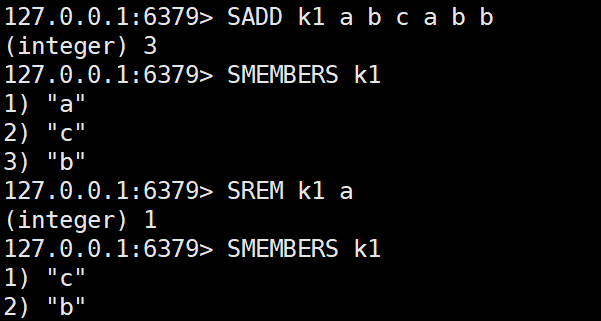 127.0.0.1:6379> SADD k1 a b c a b b
(integer) 3
127.0.0.1:6379> SMEMBERS k1
1) "a"
2) "c"
3) "b"
127.0.0.1:6379> SREM k1 a
(integer) 1
127.0.0.1:6379> SMEMBERS k1
1) "c"
2) "b"